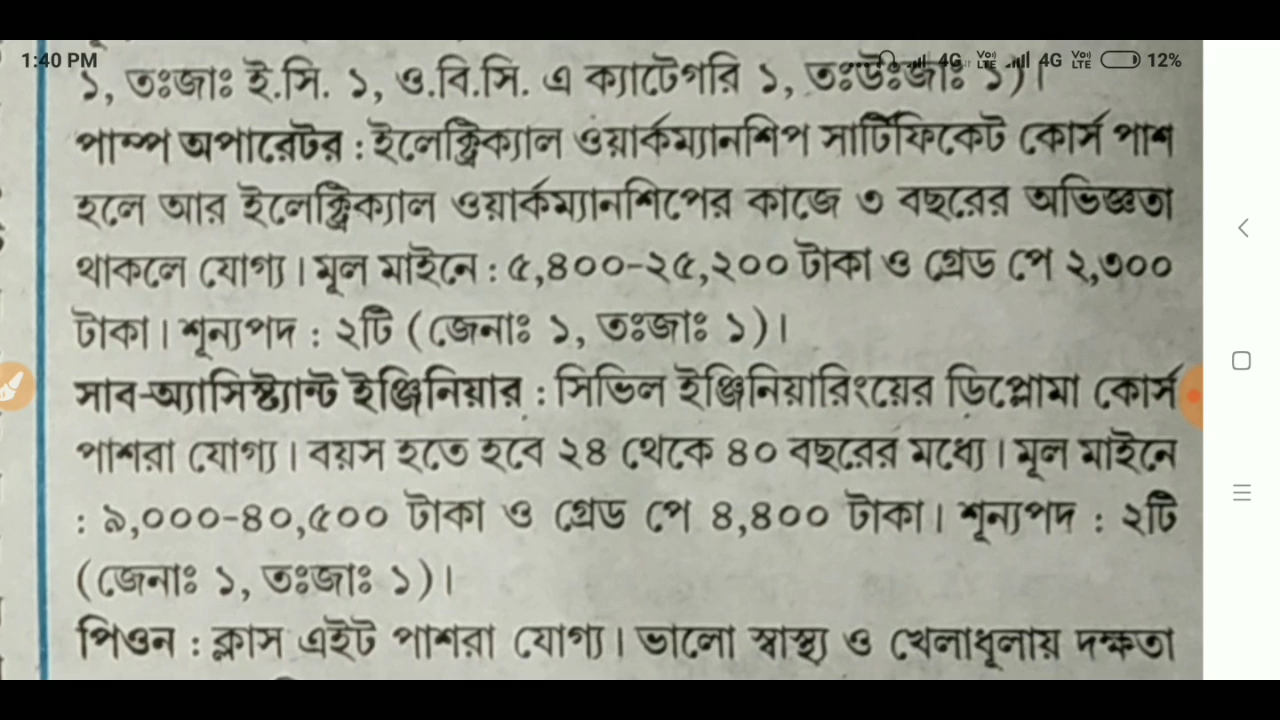 1:40 PM 4G VoLTE 4G VoLTE 12%
১, তঃজাঃ ই.সি. ১, ও.বি.সি. এ ক্যাটেগরি ১, তঃউঃজাঃ ১)।
পাম্প অপারেটর : ইলেক্ট্রিক্যাল ওয়ার্কম্যানশিপ সার্টিফিকেট কোর্স পাশ
হলে আর ইলেক্ট্রিক্যাল ওয়ার্কম্যানশিপের কাজে ৩ বছরের অভিজ্ঞতা
থাকলে যোগ্য। মূল মাইনে : ৫,৪০০-২৫,২০০ টাকা ও গ্রেড পে ২,৩০০
টাকা। শূন্যপদ : ২টি (জেনাঃ ১, তঃজাঃ ১)।
সাব-অ্যাসিস্ট্যান্ট ইঞ্জিনিয়ার : সিভিল ইঞ্জিনিয়ারিংয়ের ডিপ্লোমা কোর্স
পাশরা যোগ্য। বয়স হতে হবে ২৪ থেকে ৪০ বছরের মধ্যে। মূল মাইনে
: ৯,০০০-৪০,৫০০ টাকা ও গ্রেড পে ৪,৪০০ টাকা। শূন্যপদ : ২টি
(জেনাঃ ১, তঃজাঃ ১)।
পিওন : ক্লাস এইট পাশরা যোগ্য। ভালো স্বাস্থ্য ও খেলাধূলায় দক্ষতা